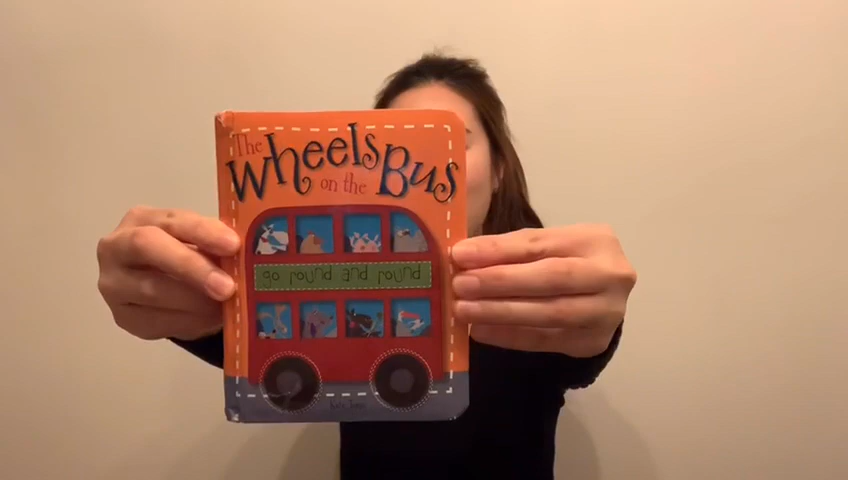 The
Wheels
on the
Bus
go round and round